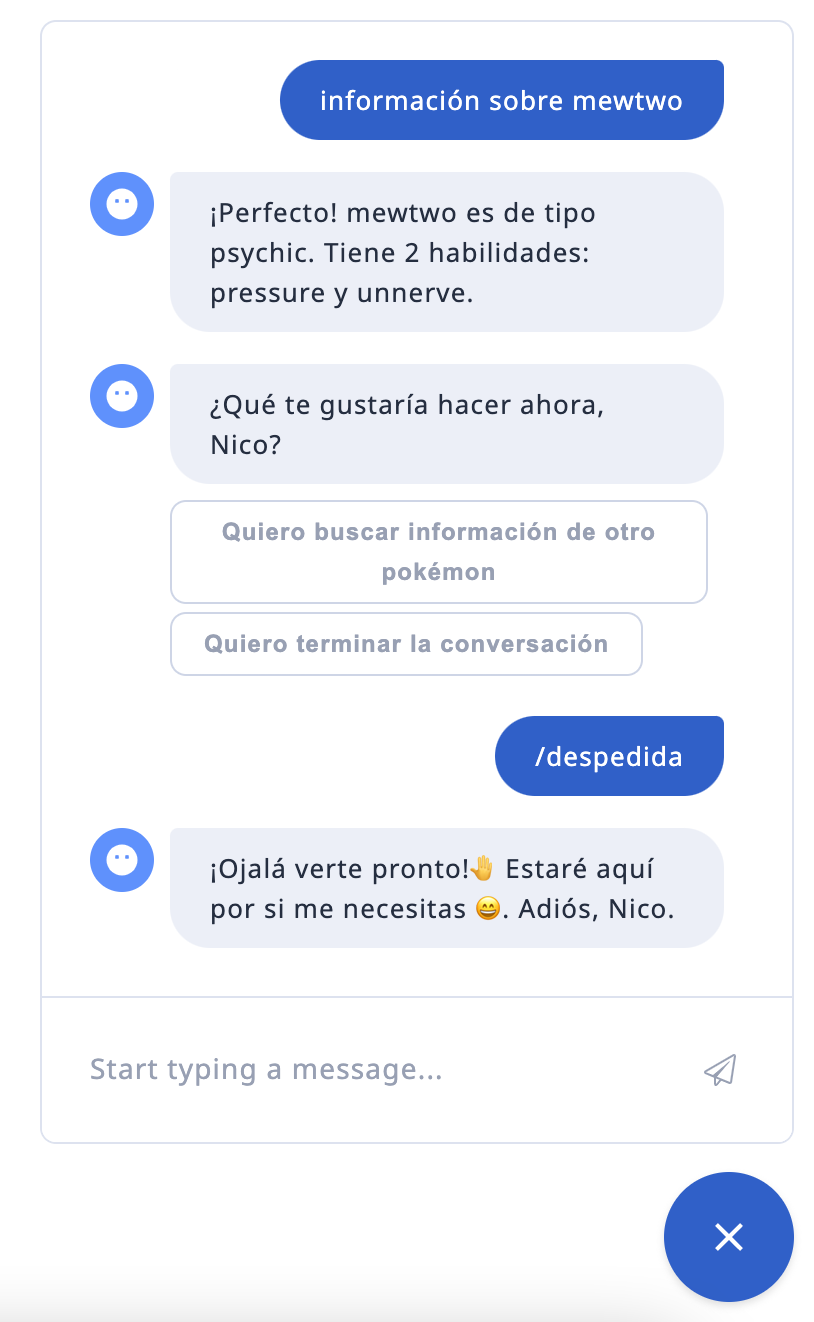 información sobre mewtwo
¡Perfecto! mewtwo es de tipo
psychic. Tiene 2 habilidades:
pressure y unnerve.
¿Qué te gustaría hacer ahora,
Nico?
Quiero buscar información de otro
pokémon
Quiero terminar la conversación
/despedida
¡Ojalá verte pronto!🤚 Estaré aquí
por si me necesitas 😄. Adiós, Nico.
Start typing a message...